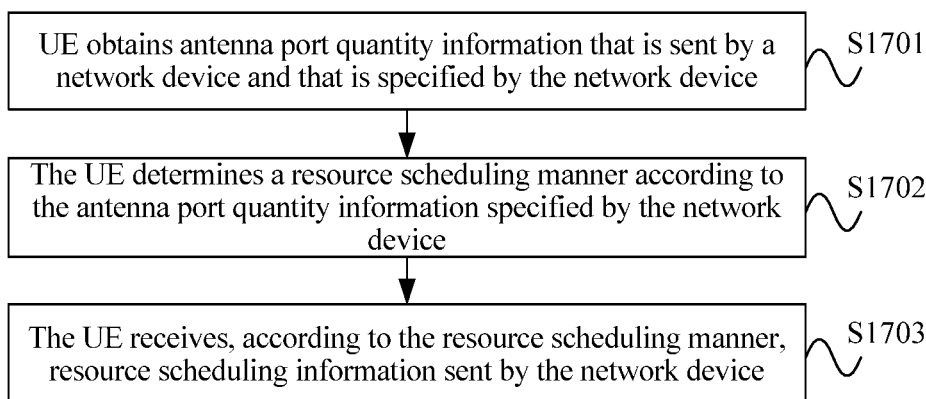 UE obtains antenna port quantity information that is sent by a
network device and that is specified by the network device
S1701
The UE determines a resource scheduling manner according to
the antenna port quantity information specified by the network
device
S1702
The UE receives, according to the resource scheduling manner,
resource scheduling information sent by the network device
S1703